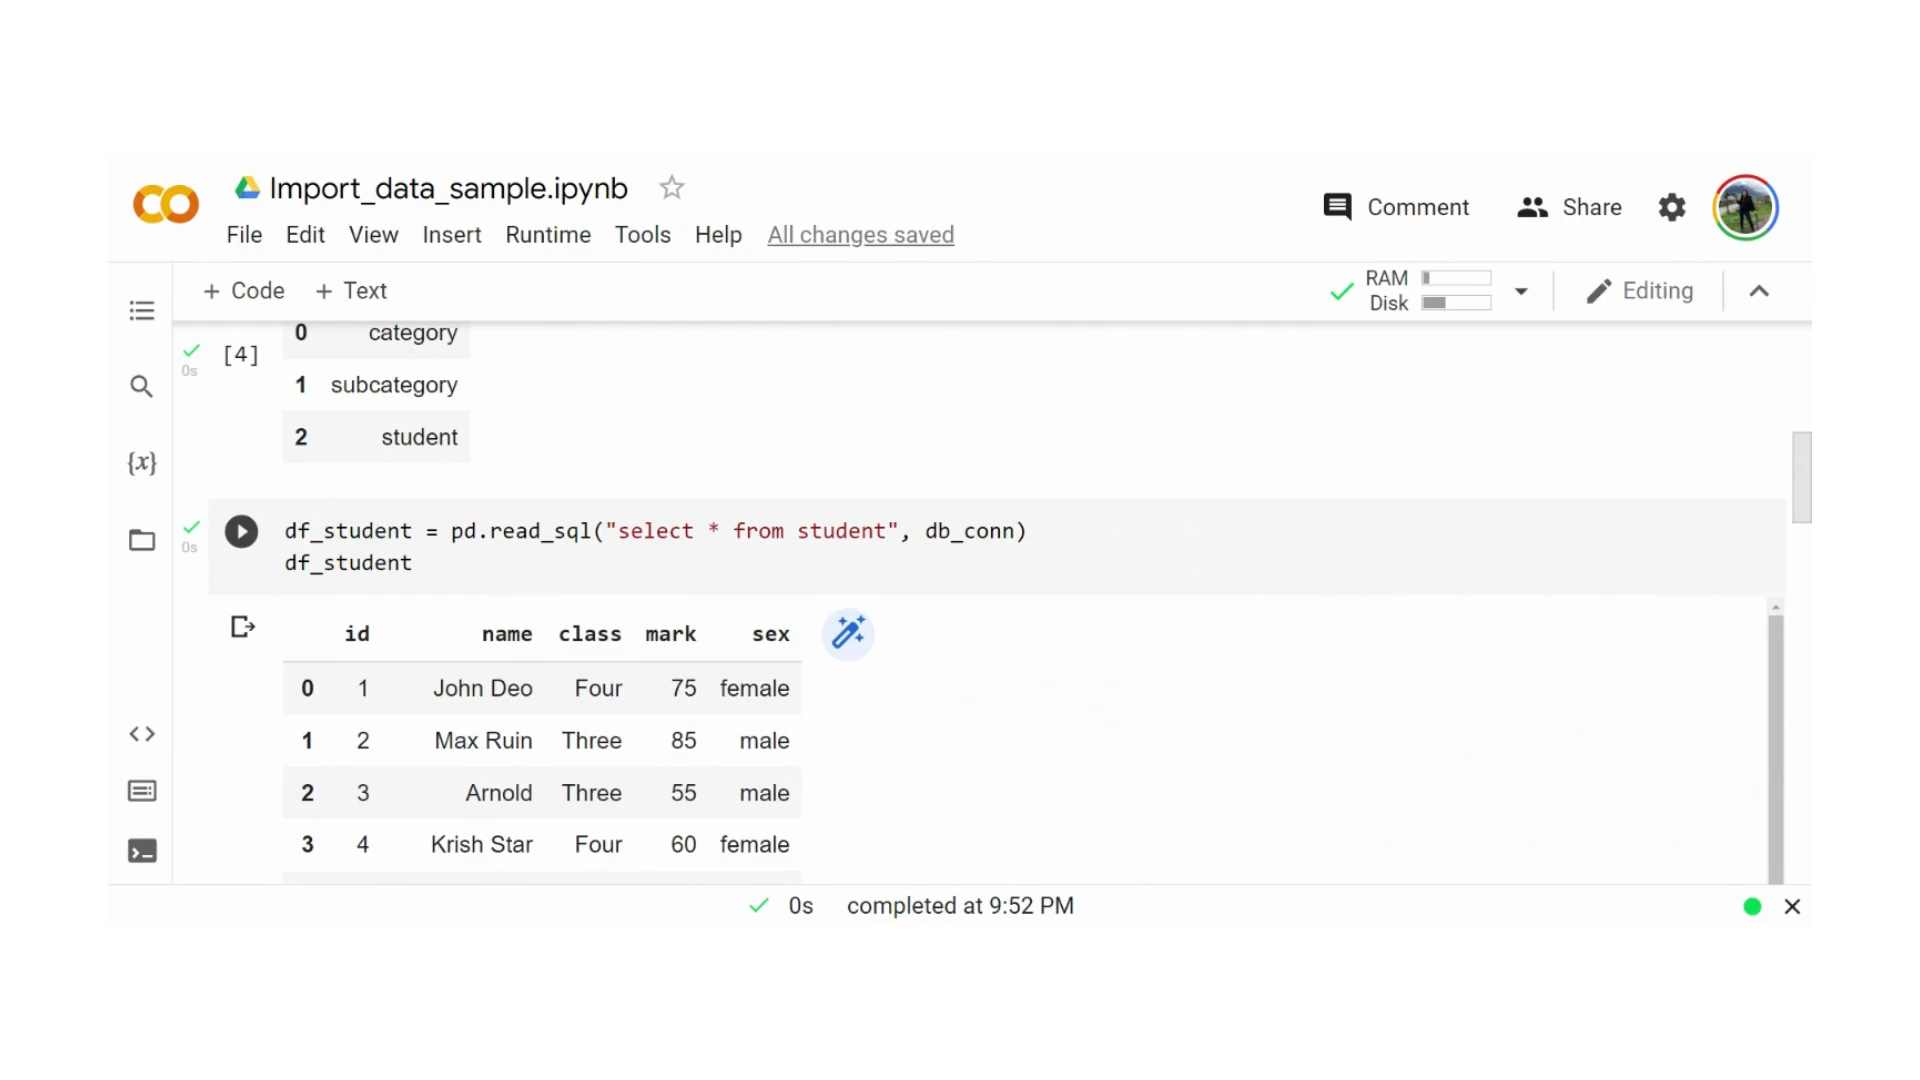 Import_data_sample.ipynb
Comment
Share
File Edit View Insert Runtime Tools Help All changes saved
+ Code + Text
RAM
Disk
Editing
0 category
[4]
0s
1 subcategory
2 student
df_student = pd.read_sql("select * from student", db_conn)
0s
df_student
id name class mark sex
0 1 John Deo Four 75 female
1 2 Max Ruin Three 85 male
2 3 Arnold Three 55 male
3 4 Krish Star Four 60 female
0s completed at 9:52 PM